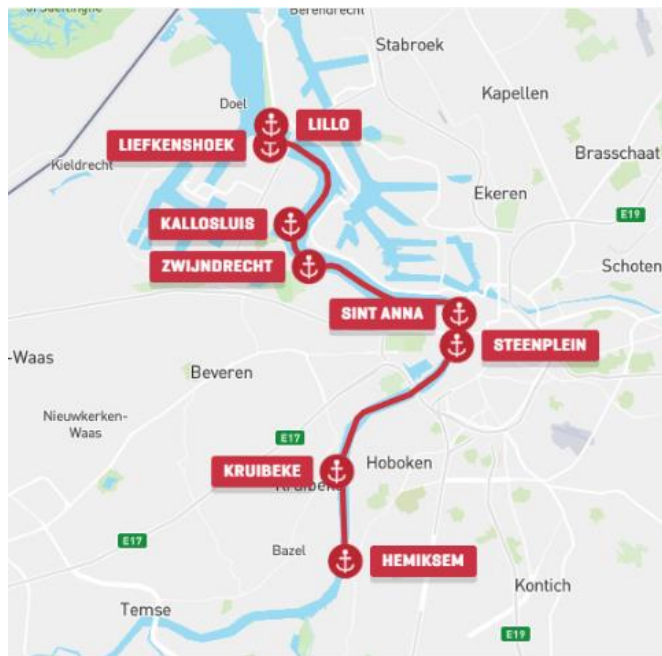 Berendrecht
Stabroek
Kapellen
Doel
LILLO
LIEFKENSHOEK
Brasschaat
Kieldrecht
Ekeren
E19
KALLOSLUIS
ZWIJNDRECHT
Schoten
SINT ANNA
STEENPLEIN
-Waas
Beveren
Nieuwkerken-
Waas
E17
Hoboken
KRUIBEKE
Kruibeke
E17
Bazel
HEMIKSEM
Kontich
Temse
E19